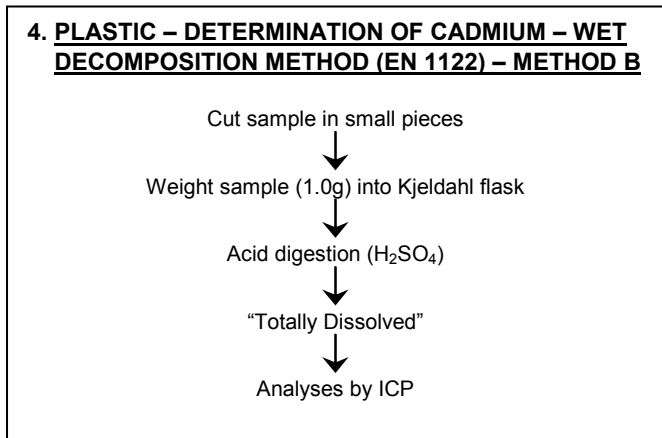 4. PLASTIC – DETERMINATION OF CADMIUM – WET
DECOMPOSITION METHOD (EN 1122) – METHOD B
Cut sample in small pieces
Weight sample (1.0g) into Kjeldahl flask
Acid digestion (H₂SO₄)
“Totally Dissolved”
Analyses by ICP